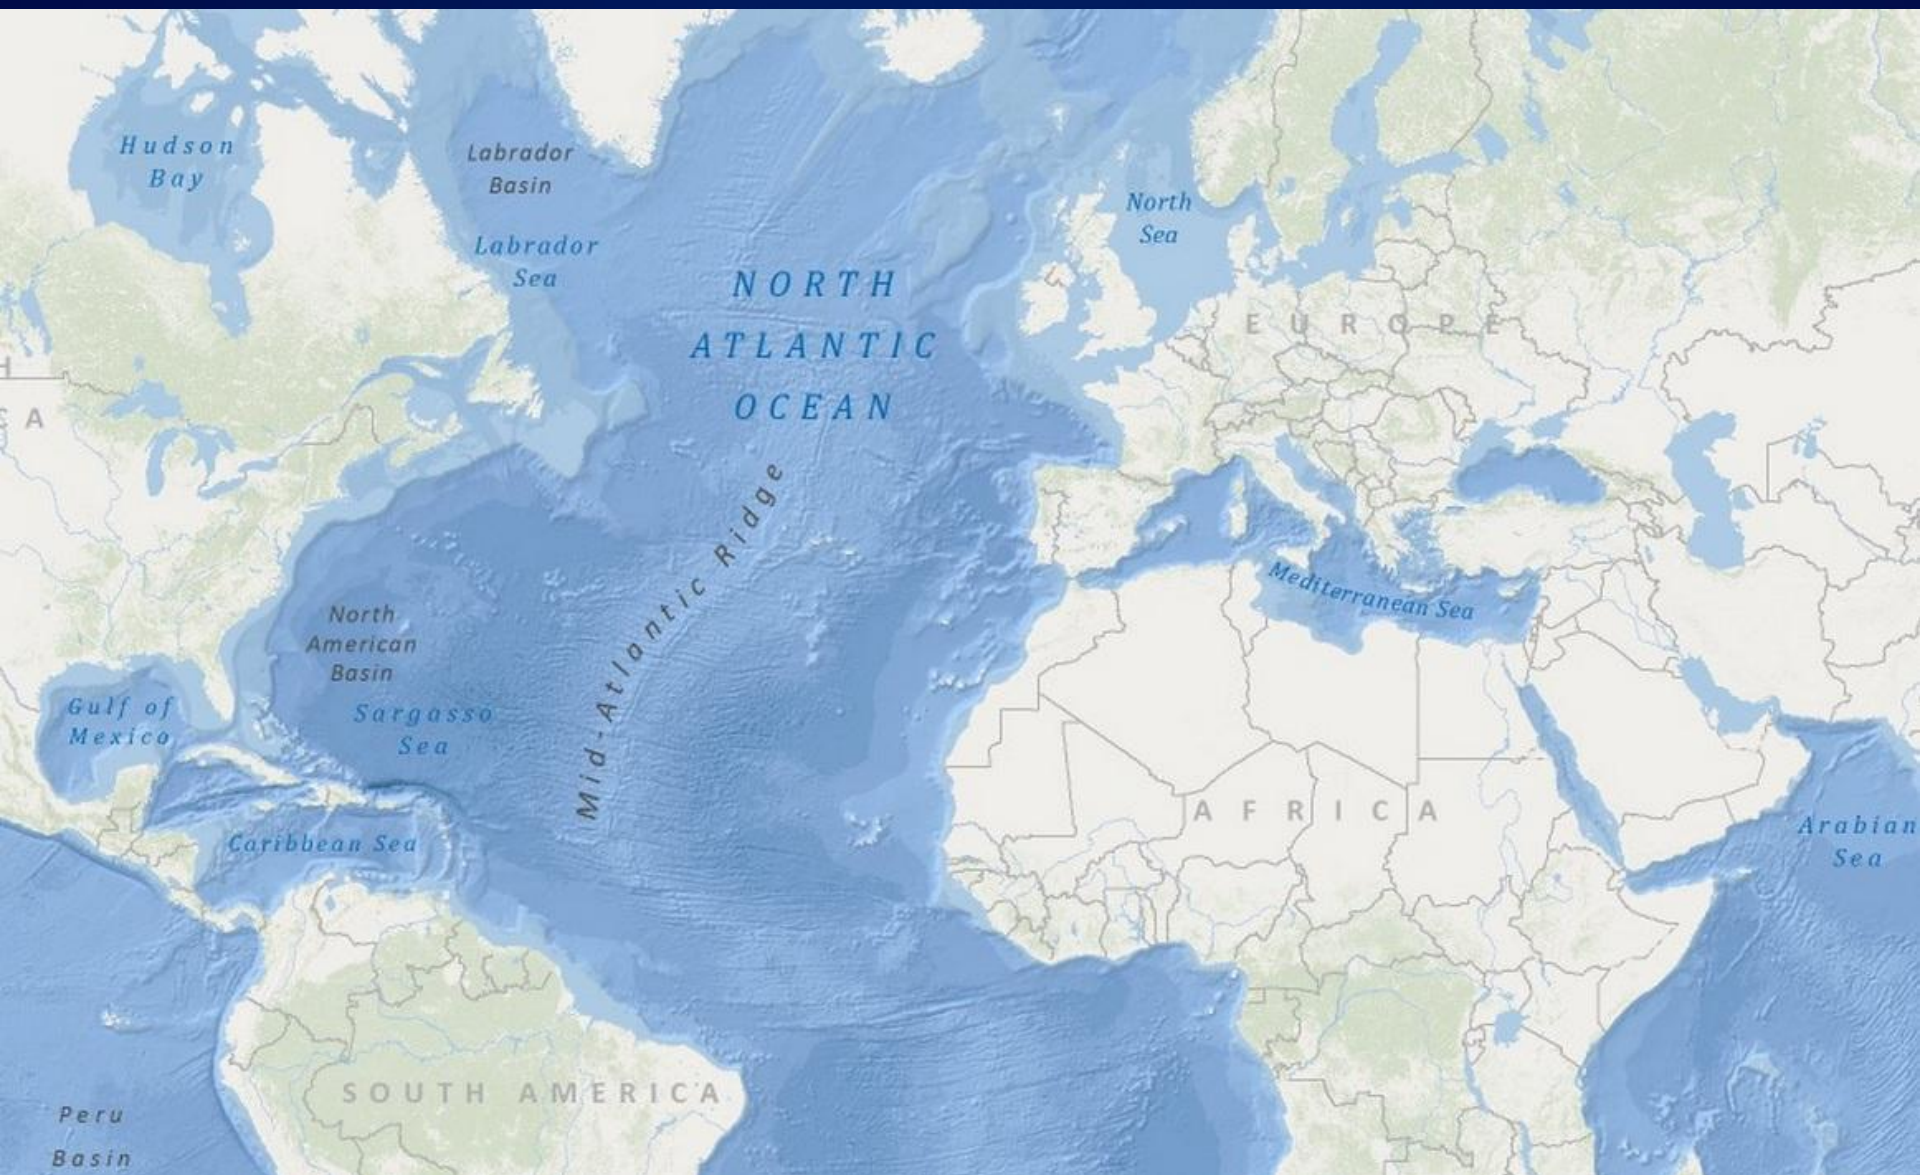 Hudson
Bay
Labrador
Basin
Labrador
Sea
North
Sea
NORTH
ATLANTIC
OCEAN
EUROPE
H
CA
Mid-Atlantic Ridge
Mediterranean Sea
North
American
Basin
Sargasso
Sea
Gulf of
Mexico
Caribbean Sea
AFRICA
Arabian
Sea
SOUTH AMERICA
Peru
Basin